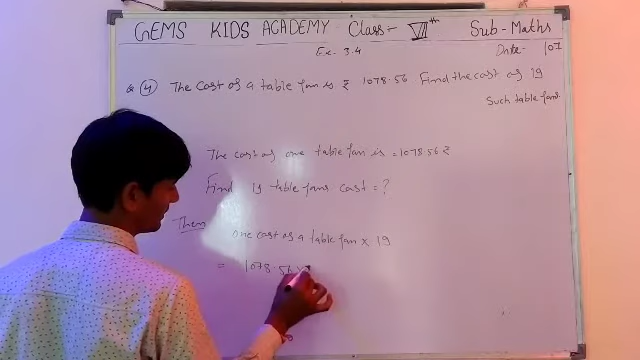 GEMS KIDS ACADEMY Class- VII th Sub-Maths
Ex-3.4 Date- 10/
Q (4) The cost of a table fan is ₹ 1078.56 Find the cost of 19
Such table fans
The cost of one table fan is = 1078.56 ₹
Find 19 table fans cost = ?
Then
one cost of a table fan × 19
= 1078.56 ×